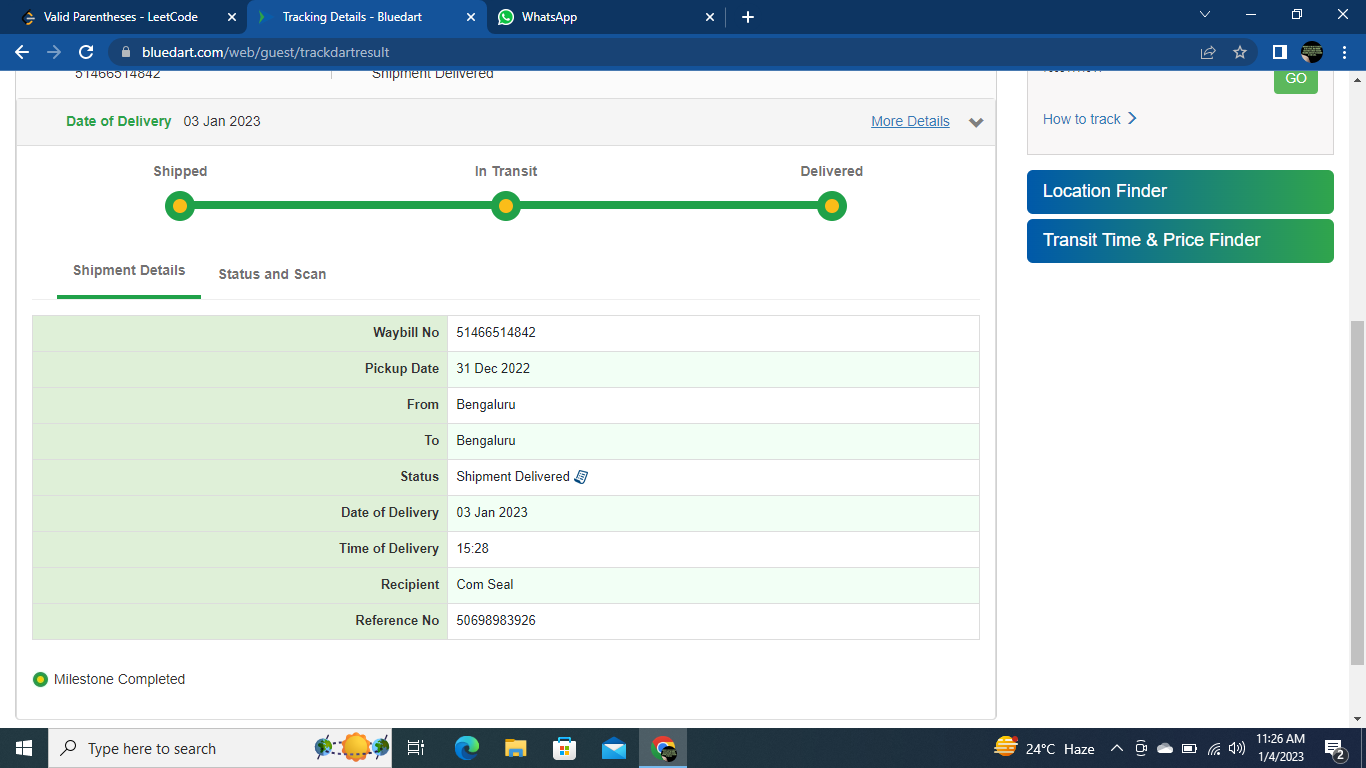 Valid Parentheses - LeetCode
Tracking Details - Bluedart
WhatsApp
bluedart.com/web/guest/trackdartresult
51466514842 Shipment Delivered
Date of Delivery 03 Jan 2023 More Details
Shipped In Transit Delivered
Shipment Details Status and Scan
Waybill No 51466514842
Pickup Date 31 Dec 2022
From Bengaluru
To Bengaluru
Status Shipment Delivered
Date of Delivery 03 Jan 2023
Time of Delivery 15:28
Recipient Com Seal
Reference No 50698983926
Milestone Completed
GO
How to track
Location Finder
Transit Time & Price Finder
Type here to search
24°C Haze
11:26 AM
1/4/2023
2